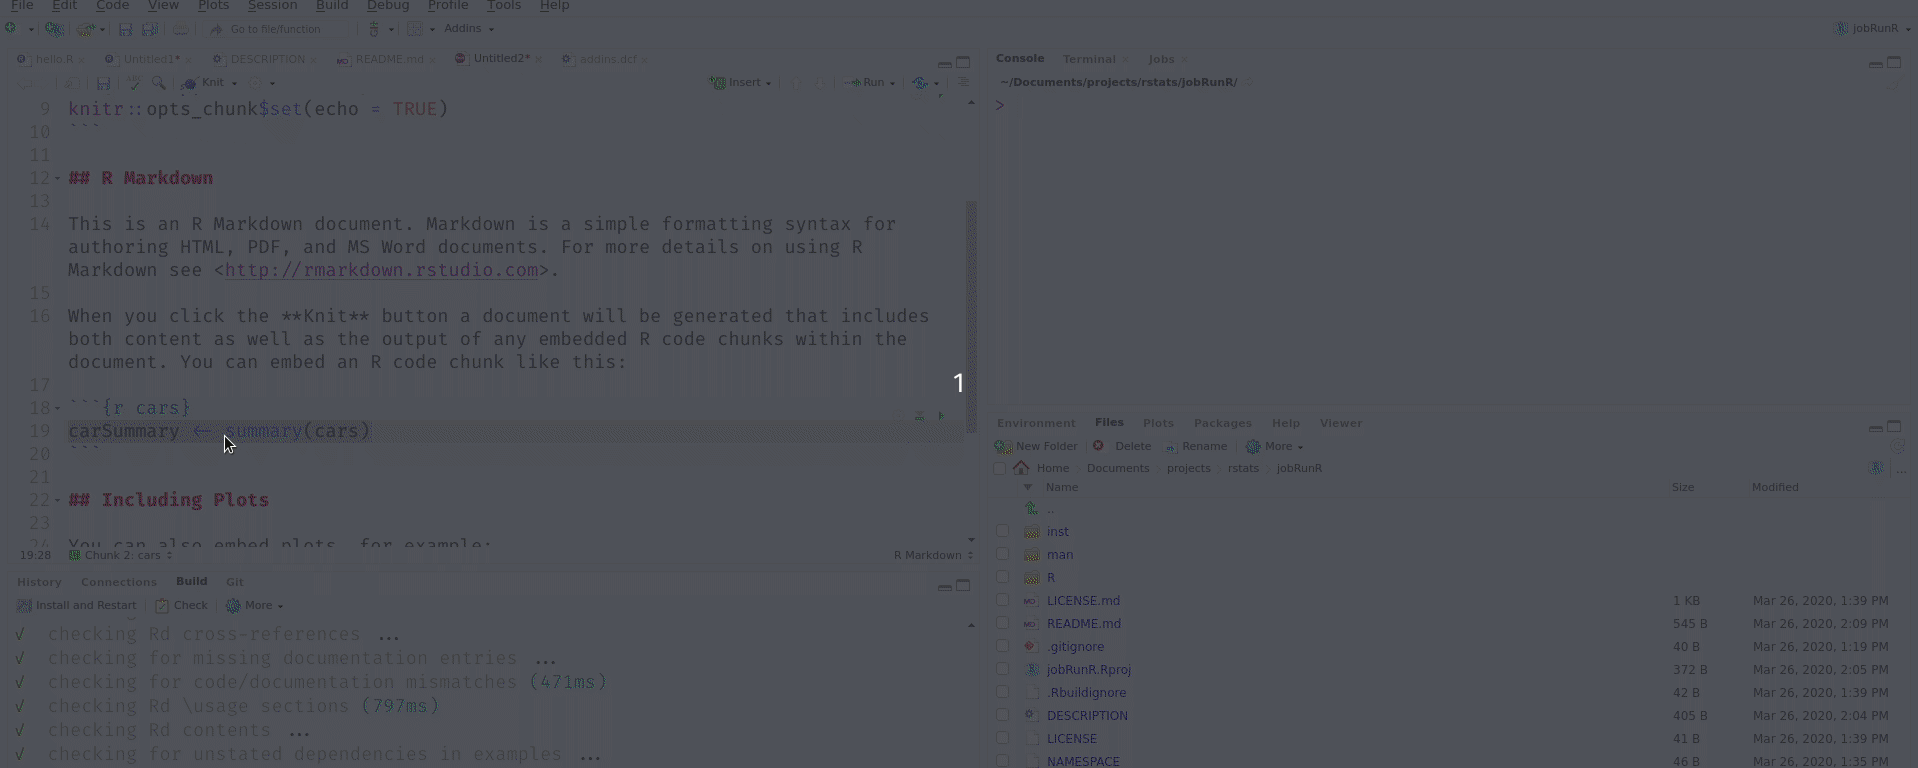 File Edit Code View Plots Session Build Debug Profile Tools Help
Go to file/function Addins jobRunR
hello.R Untitled1* DESCRIPTION README.md Untitled2* addins.dcf
Knit Insert Run
9 knitr::opts_chunk$set(echo = TRUE)
10 ```
11
12 ## R Markdown
13
14 This is an R Markdown document. Markdown is a simple formatting syntax for
authoring HTML, PDF, and MS Word documents. For more details on using R
Markdown see <http://rmarkdown.rstudio.com>.
15
16 When you click the **Knit** button a document will be generated that includes
both content as well as the output of any embedded R code chunks within the
document. You can embed an R code chunk like this:
17
18 ```{r cars}
19 carSummary <- summary(cars)
20 ```
21
22 ## Including Plots
23
24 You can also embed plots, for example:
19:28 Chunk 2: cars R Markdown
History Connections Build Git
Install and Restart Check More
✓ checking Rd cross-references ...
✓ checking for missing documentation entries ...
✓ checking for code/documentation mismatches (471ms)
✓ checking Rd \usage sections (797ms)
✓ checking Rd contents ...
✓ checking for unstated dependencies in examples ...
1
Console Terminal Jobs
~/Documents/projects/rstats/jobRunR/
>
Environment Files Plots Packages Help Viewer
New Folder Delete Rename More
Home Documents projects rstats jobRunR ...
Name Size Modified
..
inst
man
R
LICENSE.md 1 KB Mar 26, 2020, 1:39 PM
README.md 545 B Mar 26, 2020, 2:09 PM
.gitignore 40 B Mar 26, 2020, 1:19 PM
jobRunR.Rproj 372 B Mar 26, 2020, 2:05 PM
.Rbuildignore 42 B Mar 26, 2020, 1:39 PM
DESCRIPTION 405 B Mar 26, 2020, 2:04 PM
LICENSE 41 B Mar 26, 2020, 1:39 PM
NAMESPACE 46 B Mar 26, 2020, 1:35 PM